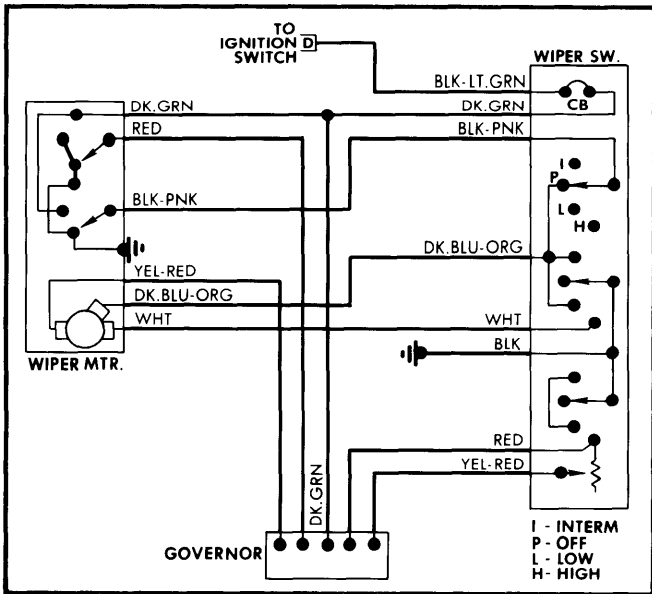 TO
IGNITION D
SWITCH
WIPER SW.
BLK-LT.GRN
DK.GRN
DK.GRN
CB
RED
BLK-PNK
I
P
BLK-PNK
L
H
DK.BLU-ORG
YEL-RED
DK.BLU-ORG
WHT
WHT
BLK
WIPER MTR.
RED
YEL-RED
DK.GRN
GOVERNOR
I - INTERM
P - OFF
L - LOW
H - HIGH